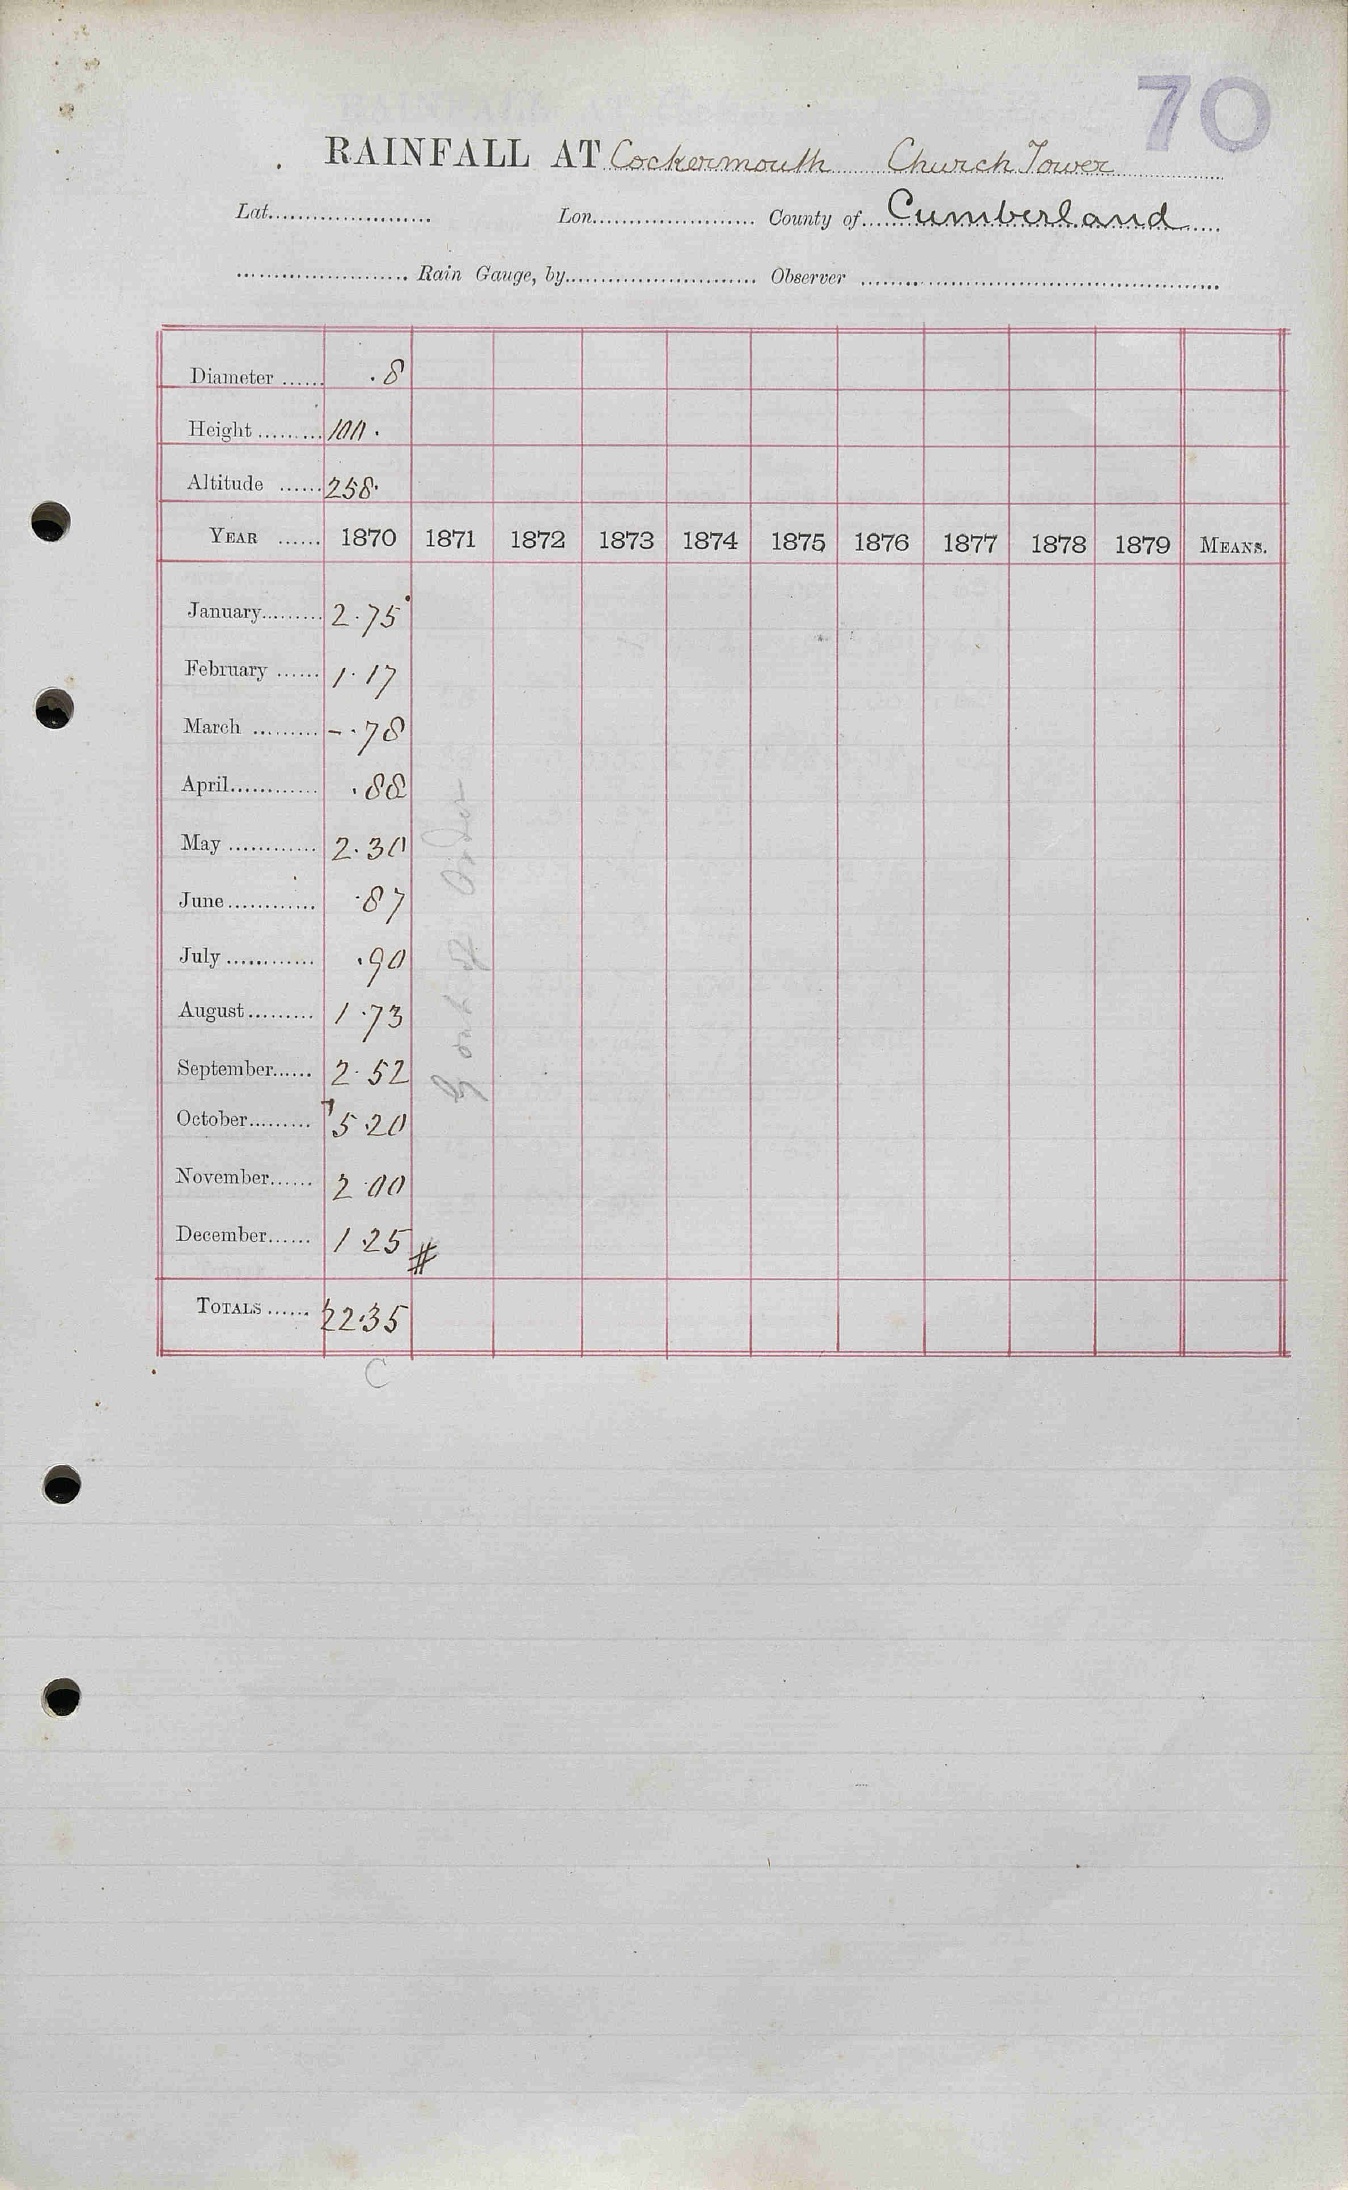 70
RAINFALL AT Cockermouth Church Tower
Lat. Lon. County of Cumberland
Rain Gauge, by Observer
Diameter ...... .8
Height ......... 100.
Altitude ...... 258.
YEAR ...... 1870 1871 1872 1873 1874 1875 1876 1877 1878 1879 MEANS.
January......... 2.75
February ...... 1.17
March ......... - .78
April............ .88
May ............ 2.30
June............ .87
July ............ .90
August......... 1.73
September...... 2.52
October......... 5.20
November...... 2.00
December...... 1.25 #
TOTALS ...... 22.35
out of Order
C